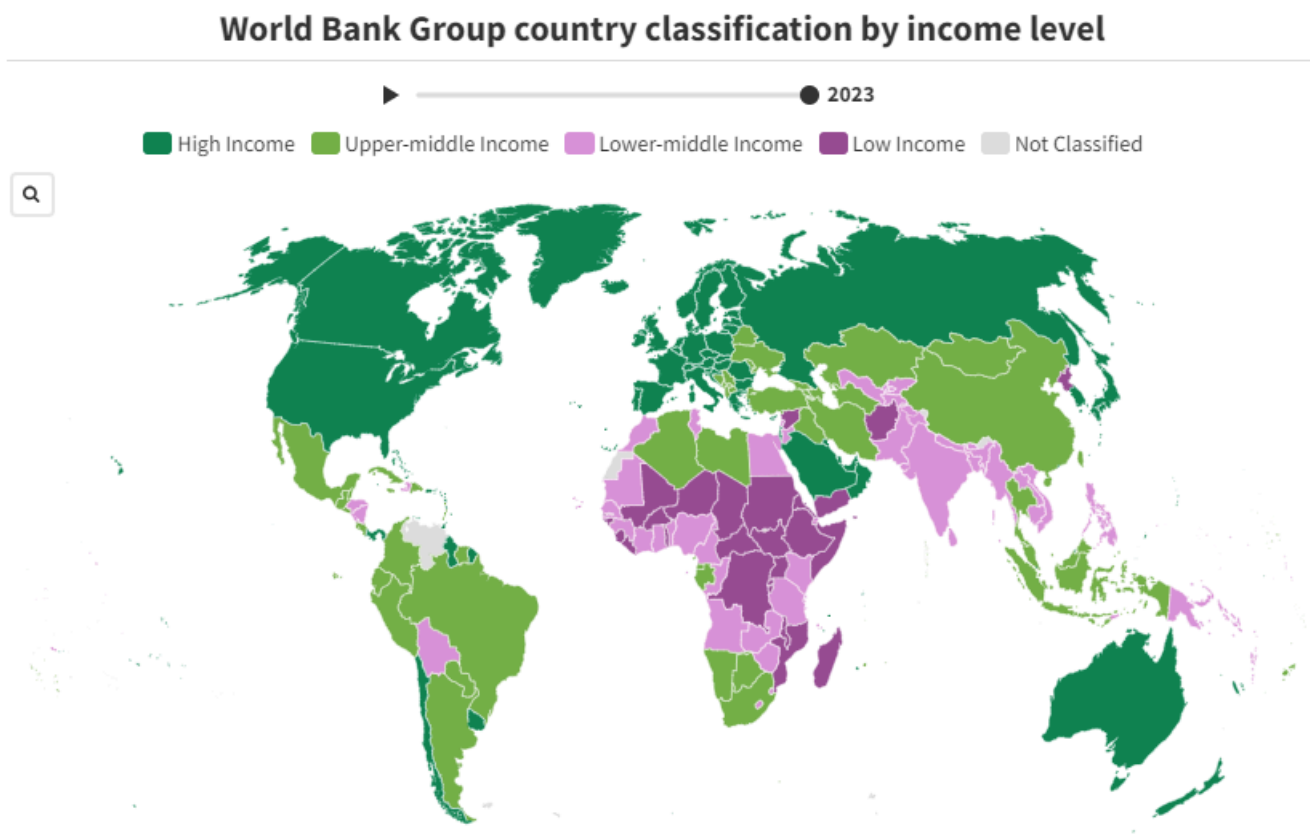 World Bank Group country classification by income level
2023
High Income Upper-middle Income Lower-middle Income Low Income Not Classified